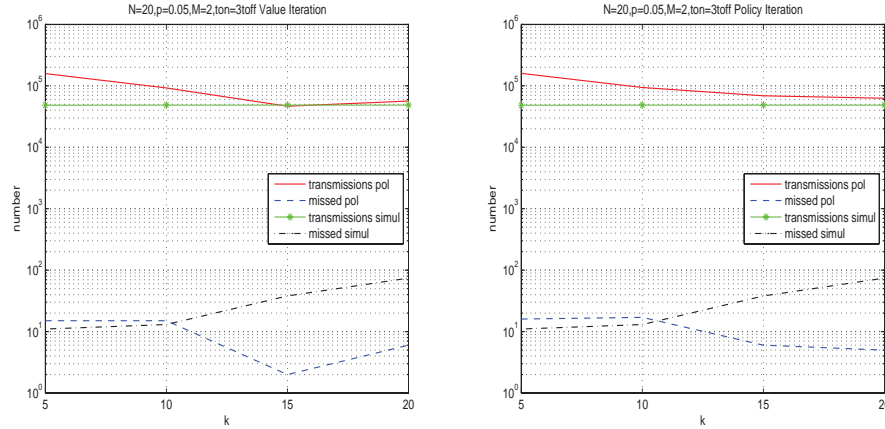 N=20,p=0.05,M=2,ton=3toff Value Iteration
10^6
10^5
10^4
10^3
10^2
10^1
10^0
number
5
10
15
20
k
transmissions pol
missed pol
transmissions simul
missed simul
N=20,p=0.05,M=2,ton=3toff Policy Iteration
10^6
10^5
10^4
10^3
10^2
10^1
10^0
number
5
10
15
20
k
transmissions pol
missed pol
transmissions simul
missed simul